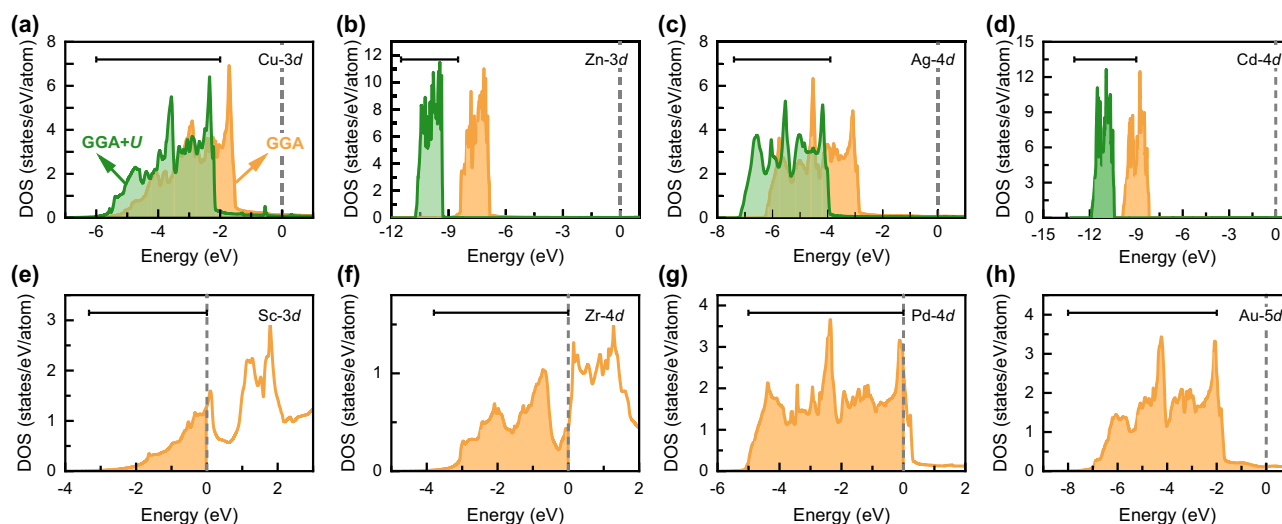 (a)
DOS (states/eV/atom)
8
6
4
2
0
Cu-3d
GGA+U
GGA
-6
-4
-2
0
Energy (eV)
(b)
DOS (states/eV/atom)
12
10
8
6
4
2
0
Zn-3d
-12
-9
-6
-3
0
Energy (eV)
(c)
DOS (states/eV/atom)
8
6
4
2
0
Ag-4d
-8
-6
-4
-2
0
Energy (eV)
(d)
DOS (states/eV/atom)
15
12
9
6
3
0
Cd-4d
-15
-12
-9
-6
-3
0
Energy (eV)
(e)
DOS (states/eV/atom)
3
2
1
0
Sc-3d
-4
-2
0
2
Energy (eV)
(f)
DOS (states/eV/atom)
1
0
Zr-4d
-4
-2
0
2
Energy (eV)
(g)
DOS (states/eV/atom)
4
3
2
1
0
Pd-4d
-6
-4
-2
0
2
Energy (eV)
(h)
DOS (states/eV/atom)
4
3
2
1
0
Au-5d
-8
-6
-4
-2
0
Energy (eV)